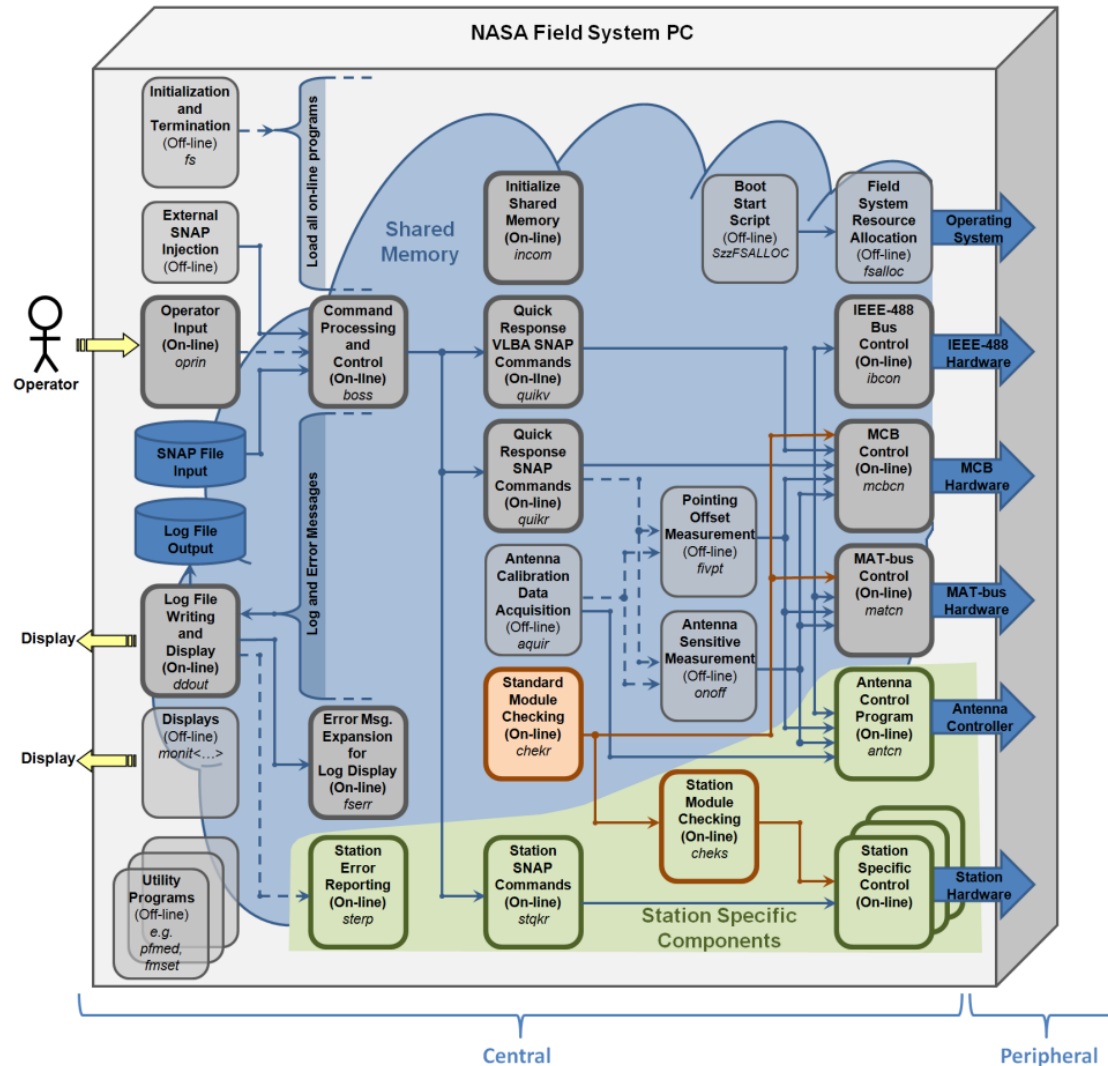 NASA Field System PC
Initialization
and
Termination
(Off-line)
fs
Load all on-line programs
External
SNAP
Injection
(Off-line)
Shared
Memory
Initialize
Shared
Memory
(On-line)
incom
Boot
Start
Script
(Off-line)
SzzFSALLOC
Field
System
Resource
Allocation
(Off-line)
fsalloc
Operating
System
Operator
Operator
Input
(On-line)
oprin
Command
Processing
and
Control
(On-line)
boss
Quick
Response
VLBA SNAP
Commands
(On-line)
quikv
IEEE-488
Bus
Control
(On-line)
ibcon
IEEE-488
Hardware
SNAP File
Input
Log File
Output
Log and Error Messages
Quick
Response
SNAP
Commands
(On-line)
quikr
Pointing
Offset
Measurement
(Off-line)
fivpt
MCB
Control
(On-line)
mcbcn
MCB
Hardware
Display
Log File
Writing
and
Display
(On-line)
ddout
Antenna
Calibration
Data
Acquisition
(Off-line)
aquir
Antenna
Sensitive
Measurement
(Off-line)
onoff
MAT-bus
Control
(On-line)
matcn
MAT-bus
Hardware
Display
Displays
(Off-line)
monit<...>
Error Msg.
Expansion
for
Log Display
(On-line)
fserr
Standard
Module
Checking
(On-line)
chekr
Station
Module
Checking
(On-line)
cheks
Antenna
Control
Program
(On-line)
antcn
Antenna
Controller
Utility
Programs
(Off-line)
e.g.
pfmed,
fmset
Station
Error
Reporting
(On-line)
sterp
Station
SNAP
Commands
(On-line)
stqkr
Station Specific
Components
Station
Specific
Control
(On-line)
Station
Hardware
Central
Peripheral